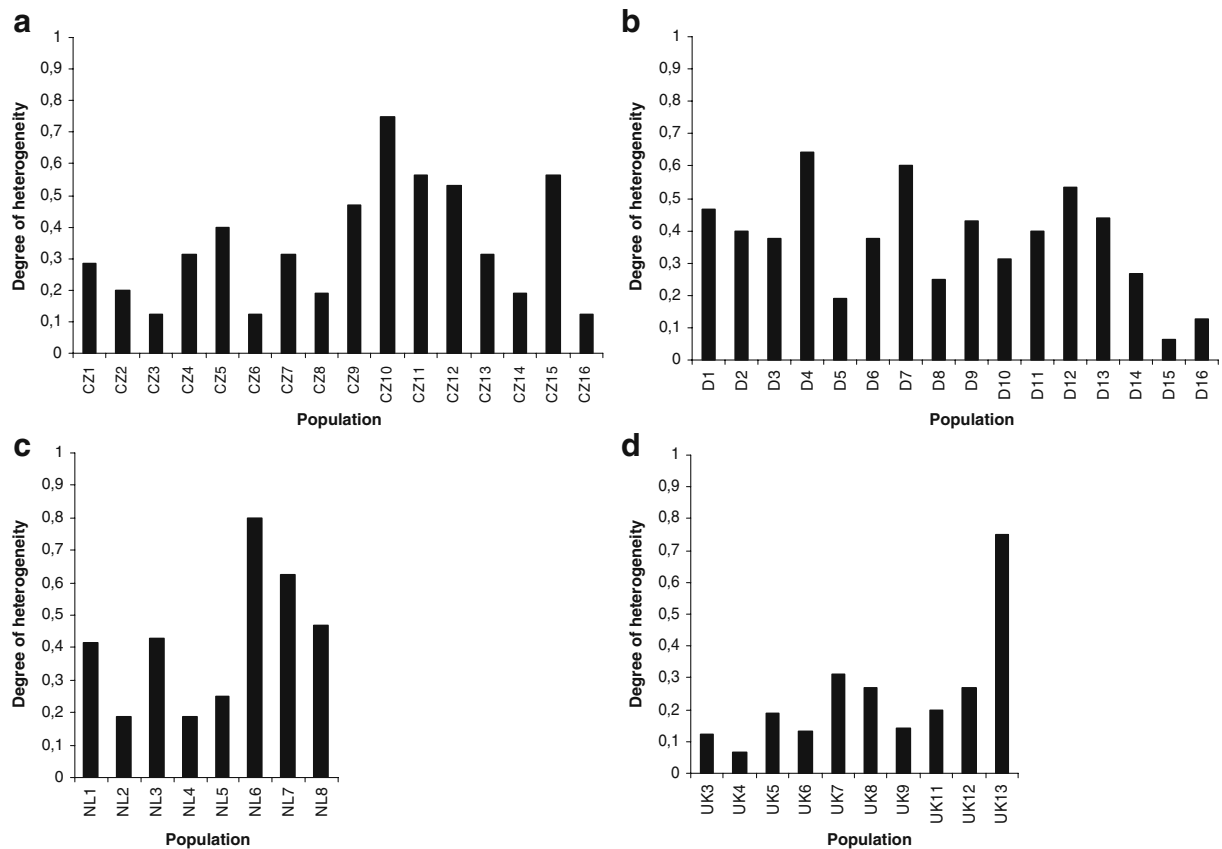 a
Degree of heterogeneity
1
0,9
0,8
0,7
0,6
0,5
0,4
0,3
0,2
0,1
0
CZ1 CZ2 CZ3 CZ4 CZ5 CZ6 CZ7 CZ8 CZ9 CZ10 CZ11 CZ12 CZ13 CZ14 CZ15 CZ16
Population
b
Degree of heterogeneity
1
0,9
0,8
0,7
0,6
0,5
0,4
0,3
0,2
0,1
0
D1 D2 D3 D4 D5 D6 D7 D8 D9 D10 D11 D12 D13 D14 D15 D16
Population
c
Degree of heterogeneity
1
0,9
0,8
0,7
0,6
0,5
0,4
0,3
0,2
0,1
0
NL1 NL2 NL3 NL4 NL5 NL6 NL7 NL8
Population
d
Degree of heterogeneity
1
0,9
0,8
0,7
0,6
0,5
0,4
0,3
0,2
0,1
0
UK3 UK4 UK5 UK6 UK7 UK8 UK9 UK11 UK12 UK13
Population